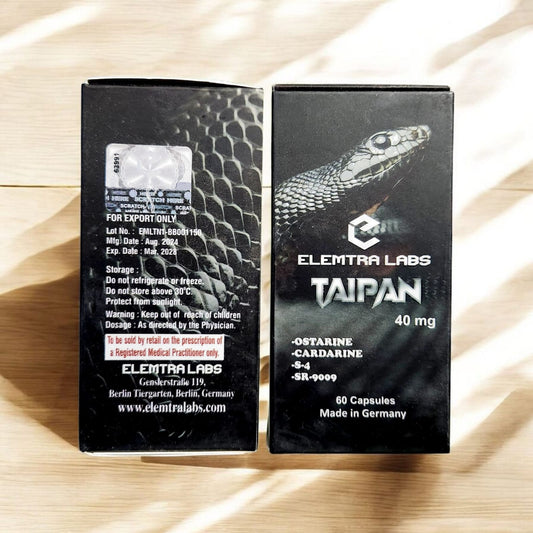 63991
SCRATCH HERE
FOR EXPORT ONLY
Lot No. : EMLTNT-BB001150
Mfg Date : Aug. 2024
Exp. Date : Mar. 2028
Storage :
Do not refrigerate or freeze.
Do not store above 30°C.
Protect from sunlight.
Warning : Keep out of reach of children
Dosage : As directed by the Physician.
To be sold by retail on the prescription of
a Registered Medical Practitioner only.
ELEMTRA LABS
Genslerstraße 119,
Berlin Tiergarten, Berlin, Germany
www.elemtralabs.com
ELEMTRA LABS
TAIPAN
40 mg
-OSTARINE
-CARDARINE
-S-4
-SR-9009
60 Capsules
Made in Germany